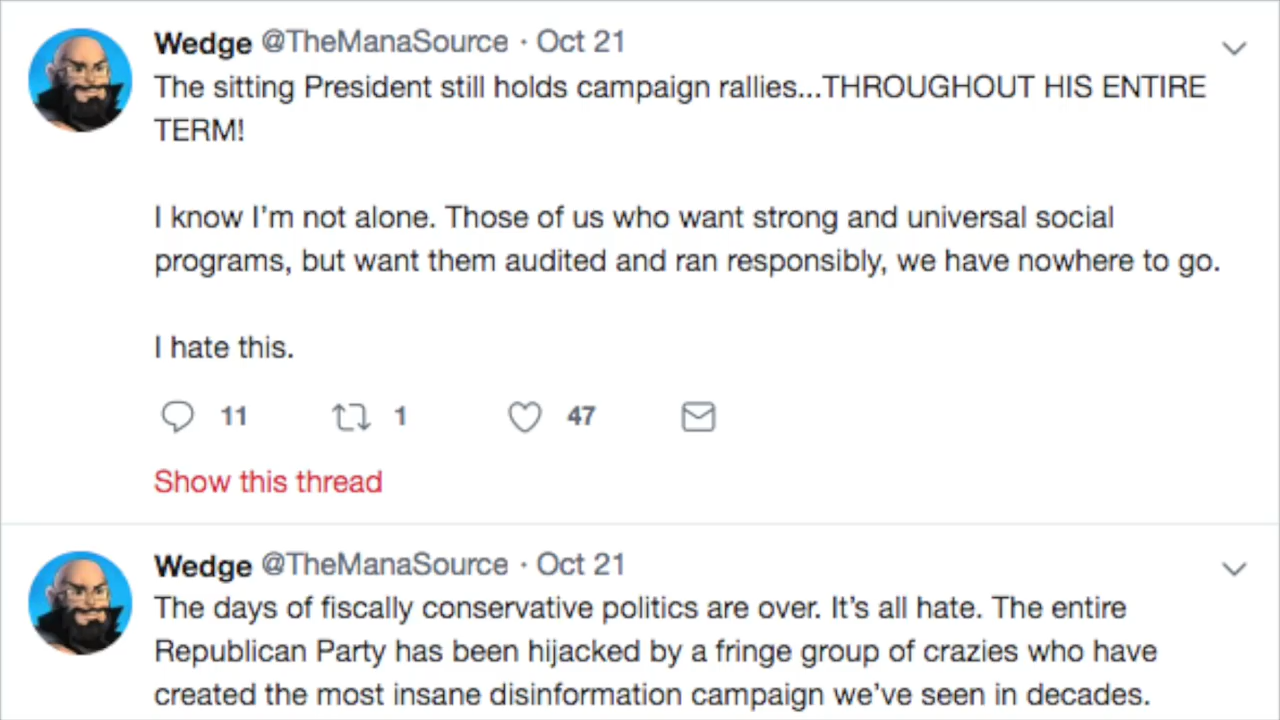 Wedge @TheManaSource · Oct 21
The sitting President still holds campaign rallies...THROUGHOUT HIS ENTIRE
TERM!
I know I'm not alone. Those of us who want strong and universal social
programs, but want them audited and ran responsibly, we have nowhere to go.
I hate this.
11 1 47
Show this thread
Wedge @TheManaSource · Oct 21
The days of fiscally conservative politics are over. It's all hate. The entire
Republican Party has been hijacked by a fringe group of crazies who have
created the most insane disinformation campaign we've seen in decades.